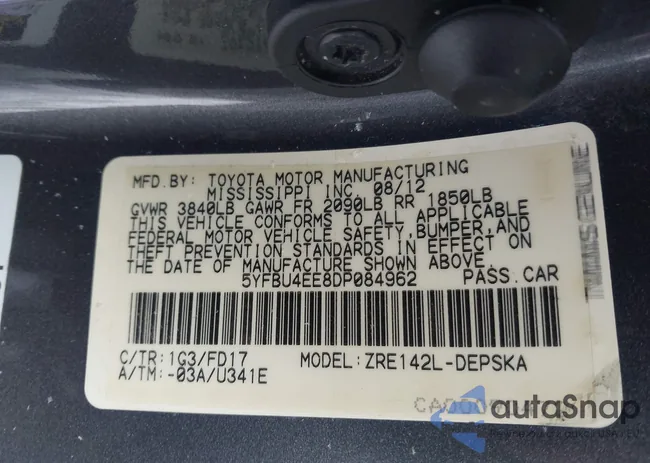 MFD.BY: TOYOTA MOTOR MANUFACTURING
MISSISSIPPI INC. 08/12
GVWR 3840LB GAWR FR 2090LB RR 1850LB
THIS VEHICLE CONFORMS TO ALL APPLICABLE
FEDERAL MOTOR VEHICLE SAFETY, BUMPER, AND
THEFT PREVENTION STANDARDS IN EFFECT ON
THE DATE OF MANUFACTURE SHOWN ABOVE.
5YFBU4EE8DP084962 PASS.CAR
C/TR: 1G3/FD17 MODEL: ZRE142L-DEPSKA
A/TM: -03A/U341E
autaSnap